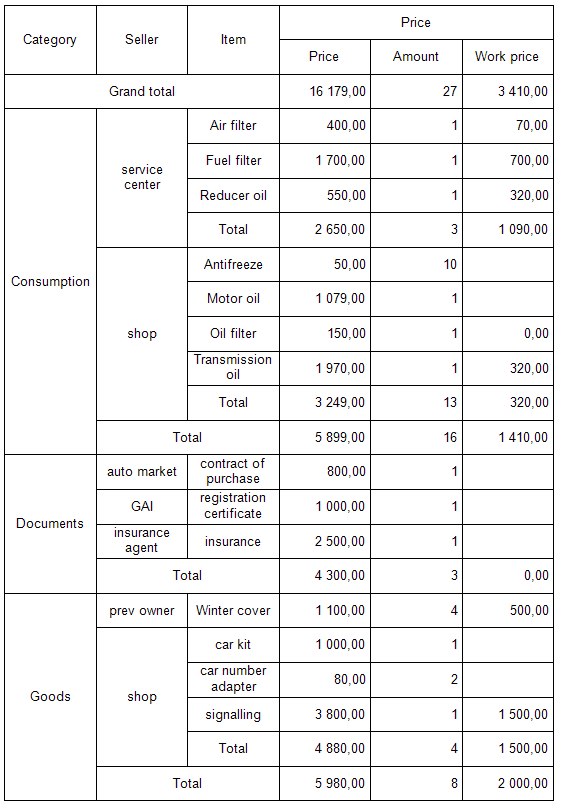 Category Seller Item Price
Price Amount Work price
Grand total 16 179,00 27 3 410,00
Consumption
service
center
Air filter 400,00 1 70,00
Fuel filter 1 700,00 1 700,00
Reducer oil 550,00 1 320,00
Total 2 650,00 3 1 090,00
shop
Antifreeze 50,00 10
Motor oil 1 079,00 1
Oil filter 150,00 1 0,00
Transmission
oil
1 970,00 1 320,00
Total 3 249,00 13 320,00
Total 5 899,00 16 1 410,00
Documents
auto market
contract of
purchase
800,00 1
GAI
registration
certificate
1 000,00 1
insurance
agent
insurance 2 500,00 1
Total 4 300,00 3 0,00
Goods
prev owner Winter cover 1 100,00 4 500,00
shop
car kit 1 000,00 1
car number
adapter
80,00 2
signalling 3 800,00 1 1 500,00
Total 4 880,00 4 1 500,00
Total 5 980,00 8 2 000,00